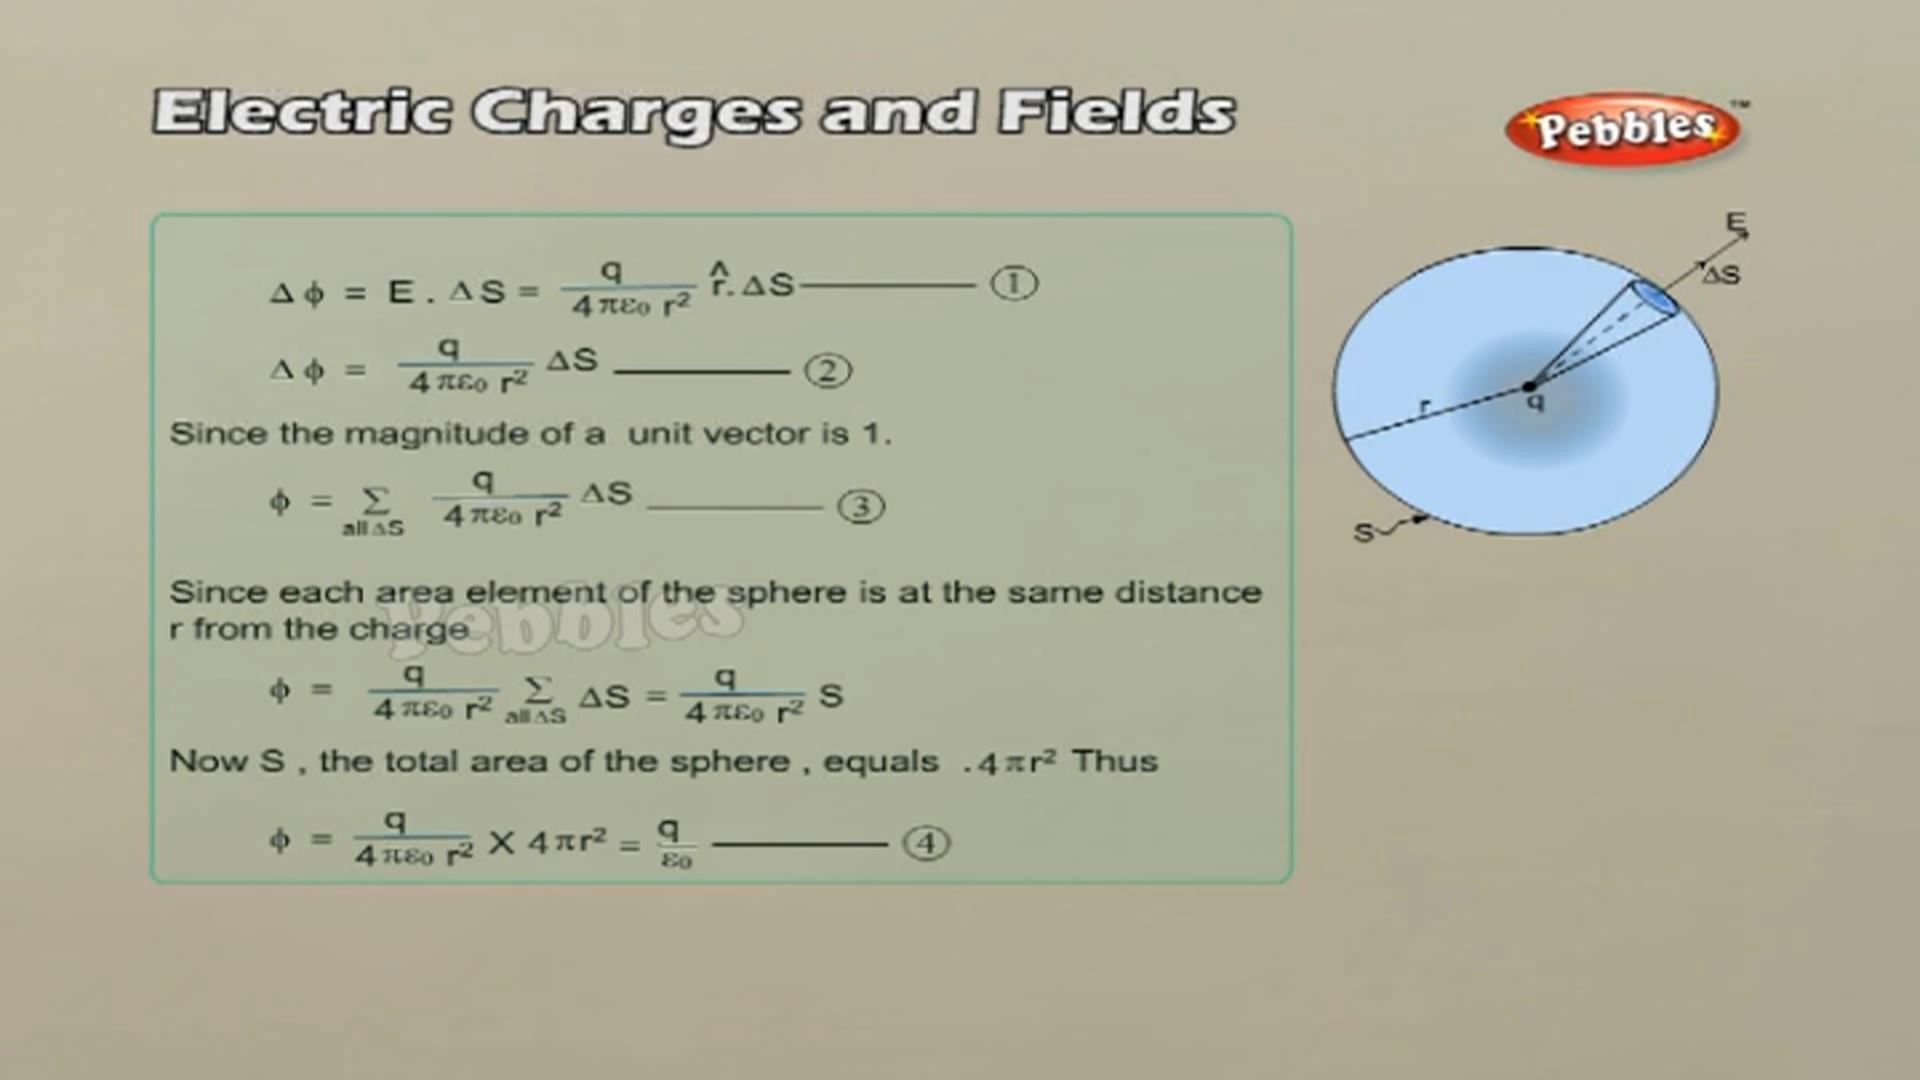 Electric Charges and Fields
Pebbles™
Δϕ = E . ΔS = q / 4πε₀ r² r̂.ΔS ——— ①
Δϕ = q / 4πε₀ r² ΔS ——— ②
Since the magnitude of a unit vector is 1.
ϕ = Σ all ΔS q / 4πε₀ r² ΔS ——— ③
Since each area element of the sphere is at the same distance
r from the charge
Pebbles
ϕ = q / 4πε₀ r² Σ all ΔS ΔS = q / 4πε₀ r² S
Now S , the total area of the sphere , equals .4πr² Thus
ϕ = q / 4πε₀ r² X 4πr² = q / ε₀ ——— ④
E
ΔS
r
q
S